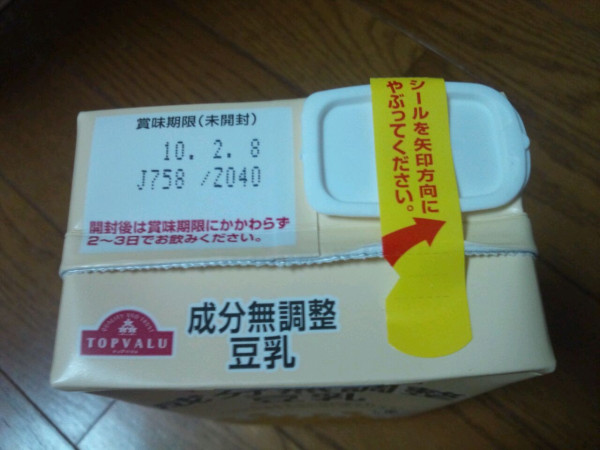 賞味期限(未開封)
10. 2. 8
J758 /Z040
開封後は賞味期限にかかわらず
2〜3日でお飲みください。
シールを矢印方向に
やぶってください。
TOPVALU
成分無調整
豆乳